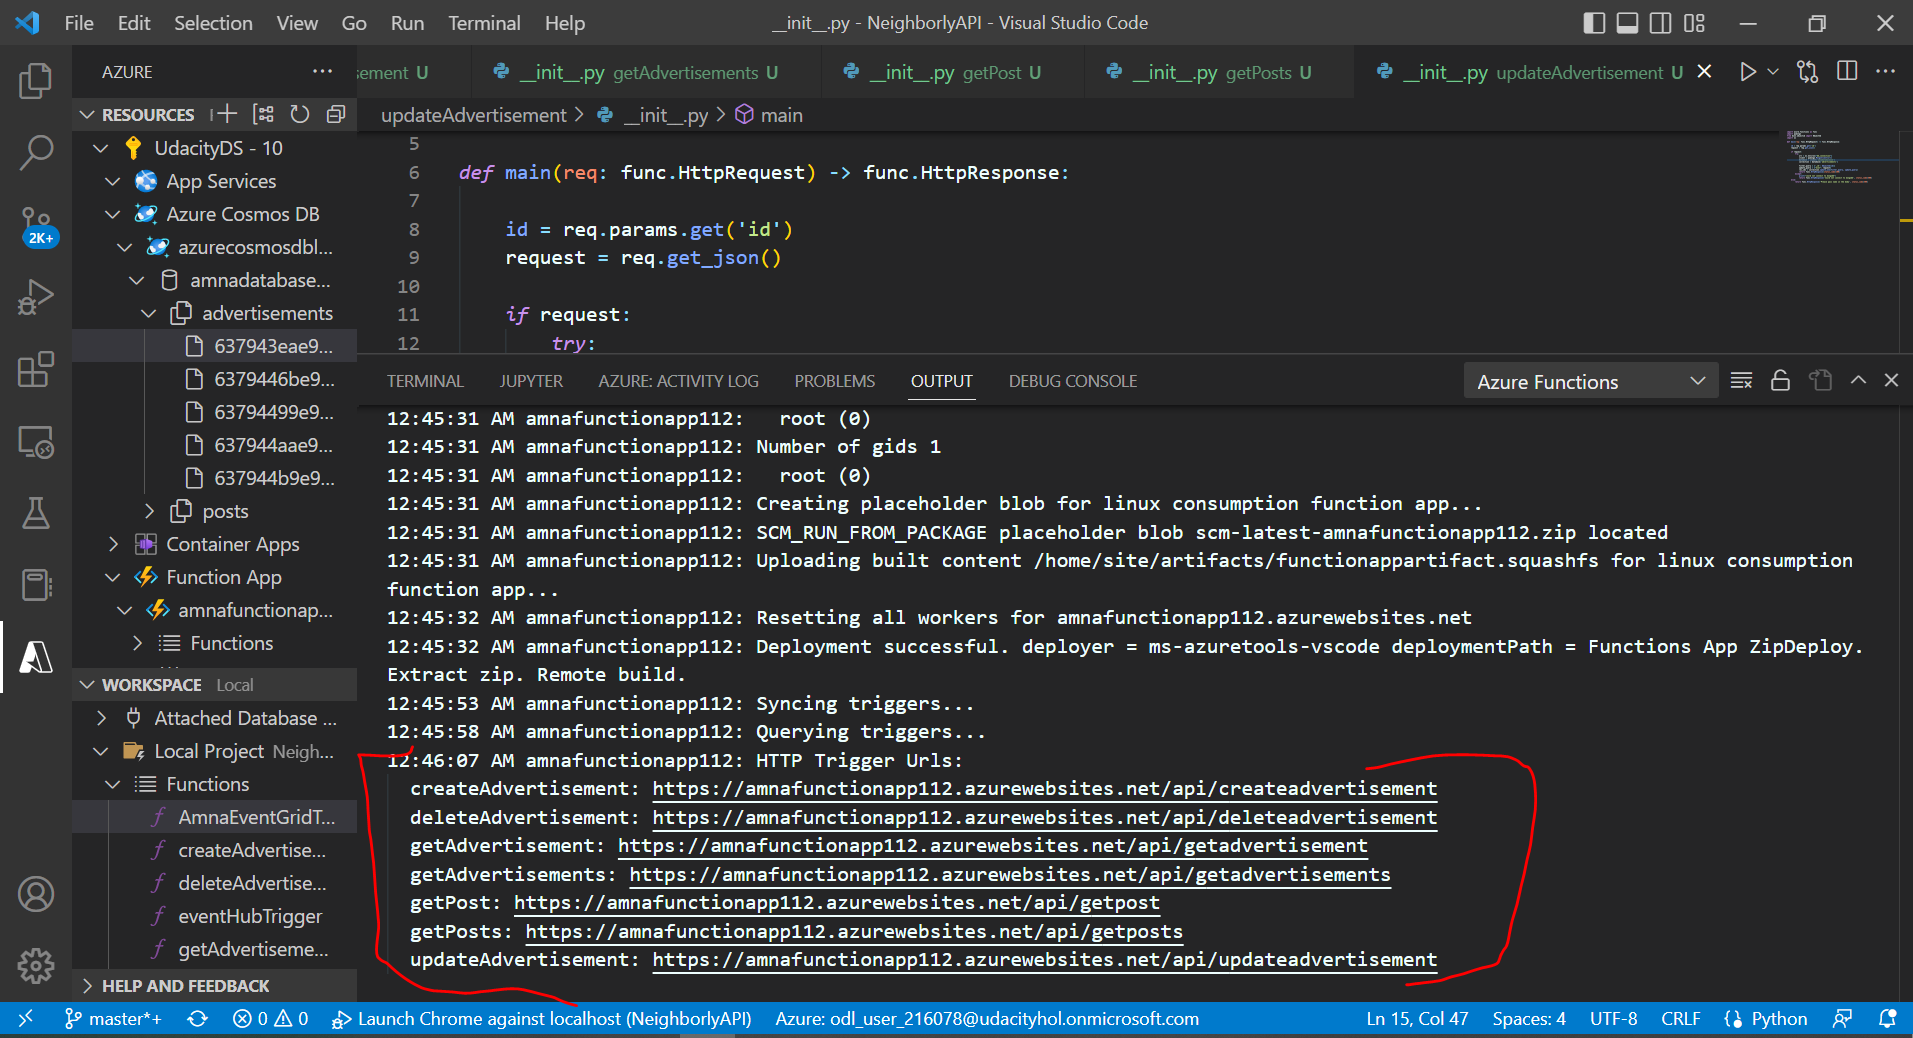 File Edit Selection View Go Run Terminal Help __init__.py - NeighborlyAPI - Visual Studio Code
AZURE ... sement U __init__.py getAdvertisements U __init__.py getPost U __init__.py getPosts U __init__.py updateAdvertisement U
RESOURCES
updateAdvertisement > __init__.py > main
UdacityDS - 10
App Services
Azure Cosmos DB
azurecosmosdbl...
amnadatabase...
advertisements
637943eae9...
6379446be9...
63794499e9...
637944aae9...
637944b9e9...
posts
Container Apps
Function App
amnafunctionap...
Functions
WORKSPACE Local
Attached Database ...
Local Project Neigh...
Functions
AmnaEventGridT...
createAdvertise...
deleteAdvertise...
eventHubTrigger
getAdvertiseme...
HELP AND FEEDBACK
2K+
5
6 def main(req: func.HttpRequest) -> func.HttpResponse:
7
8 id = req.params.get('id')
9 request = req.get_json()
10
11 if request:
12 try:
TERMINAL JUPYTER AZURE: ACTIVITY LOG PROBLEMS OUTPUT DEBUG CONSOLE Azure Functions
12:45:31 AM amnafunctionapp112:   root (0)
12:45:31 AM amnafunctionapp112: Number of gids 1
12:45:31 AM amnafunctionapp112:   root (0)
12:45:31 AM amnafunctionapp112: Creating placeholder blob for linux consumption function app...
12:45:31 AM amnafunctionapp112: SCM_RUN_FROM_PACKAGE placeholder blob scm-latest-amnafunctionapp112.zip located
12:45:31 AM amnafunctionapp112: Uploading built content /home/site/artifacts/functionappartifact.squashfs for linux consumption
function app...
12:45:32 AM amnafunctionapp112: Resetting all workers for amnafunctionapp112.azurewebsites.net
12:45:32 AM amnafunctionapp112: Deployment successful. deployer = ms-azuretools-vscode deploymentPath = Functions App ZipDeploy.
Extract zip. Remote build.
12:45:53 AM amnafunctionapp112: Syncing triggers...
12:45:58 AM amnafunctionapp112: Querying triggers...
12:46:07 AM amnafunctionapp112: HTTP Trigger Urls:
createAdvertisement: https://amnafunctionapp112.azurewebsites.net/api/createadvertisement
deleteAdvertisement: https://amnafunctionapp112.azurewebsites.net/api/deleteadvertisement
getAdvertisement: https://amnafunctionapp112.azurewebsites.net/api/getadvertisement
getAdvertisements: https://amnafunctionapp112.azurewebsites.net/api/getadvertisements
getPost: https://amnafunctionapp112.azurewebsites.net/api/getpost
getPosts: https://amnafunctionapp112.azurewebsites.net/api/getposts
updateAdvertisement: https://amnafunctionapp112.azurewebsites.net/api/updateadvertisement
master*+ 0 0 Launch Chrome against localhost (NeighborlyAPI) Azure: odl_user_216078@udacityhol.onmicrosoft.com Ln 15, Col 47 Spaces: 4 UTF-8 CRLF Python